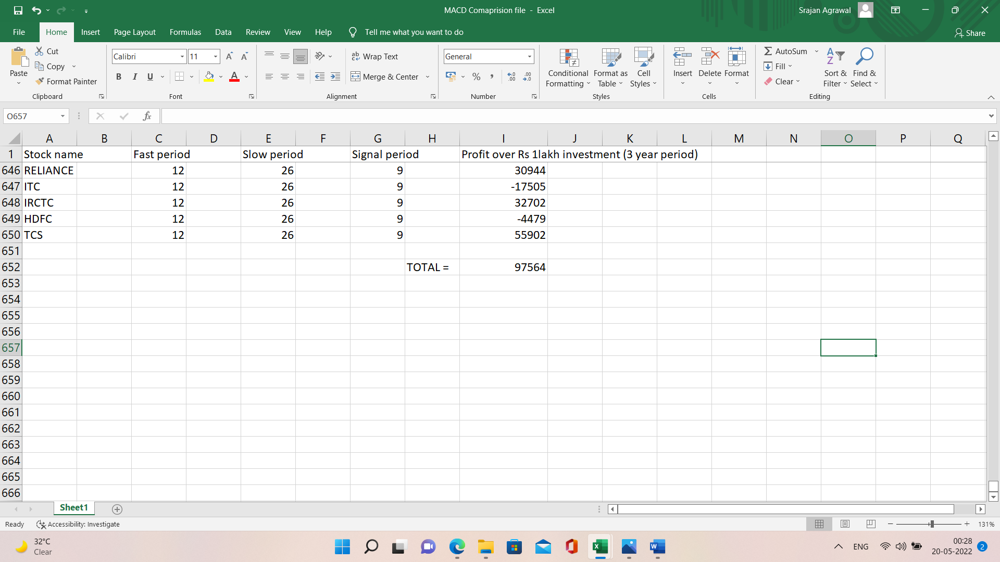 MACD Comaprision file - Excel
Srajan Agrawal
File Home Insert Page Layout Formulas Data Review View Help Tell me what you want to do
Share
Paste
Cut
Copy
Format Painter
Clipboard
Calibri 11
B I U
Font
Wrap Text
Merge & Center
Alignment
General
Number
Conditional Formatting
Format as Table
Cell Styles
Styles
Insert Delete Format
Cells
AutoSum
Fill
Clear
Sort & Filter
Find & Select
Editing
O657
fx
A B C D E F G H I J K L M N O P Q
1 Stock name Fast period Slow period Signal period Profit over Rs 1lakh investment (3 year period)
646 RELIANCE 12 26 9 30944
647 ITC 12 26 9 -17505
648 IRCTC 12 26 9 32702
649 HDFC 12 26 9 -4479
650 TCS 12 26 9 55902
651
652 TOTAL = 97564
653
654
655
656
657
658
659
660
661
662
663
664
665
666
Sheet1
Ready Accessibility: Investigate
131%
32°C
Clear
ENG
00:28
20-05-2022
2